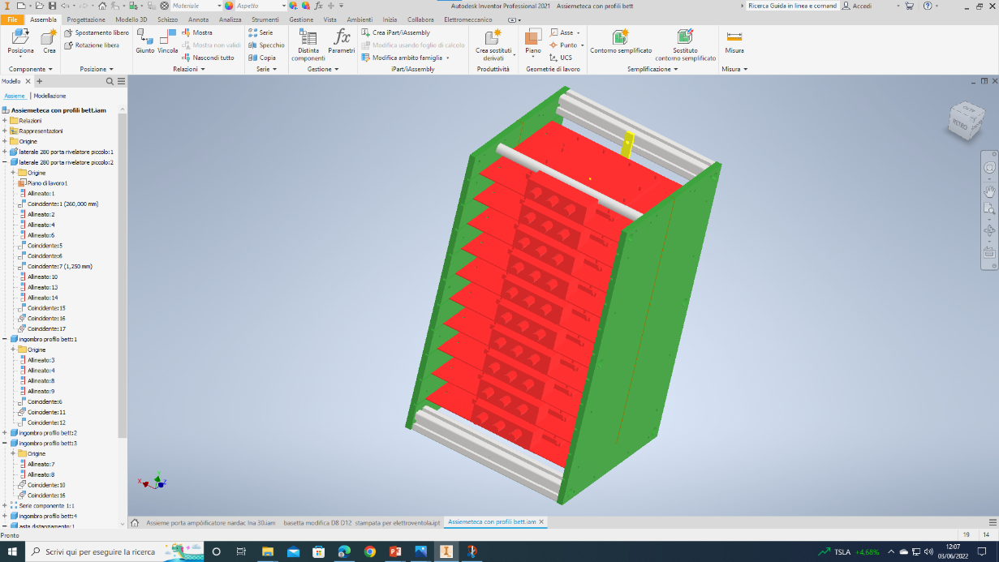 Materiale
Aspetto
Autodesk Inventor Professional 2021 Assiemeteca con profili bett
Ricerca Guida in linea e comand
Accedi
File Assembla Progettazione Modello 3D Schizzo Annota Analizza Strumenti Gestione Vista Ambienti Inizia Collabora Elettromeccanico
Posiziona
Crea
Spostamento libero
Rotazione libera
Giunto
Vincola
Mostra
Mostra non validi
Nascondi tutto
Serie
Specchio
Copia
Distinta componenti
Parametri
Crea iPart/iAssembly
Modifica usando foglio di calcolo
Modifica ambito famiglia
Crea sostituti derivati
Piano
Asse
Punto
UCS
Contorno semplificato
Sostituto contorno semplificato
Misura
Componente Posizione Relazioni Serie Gestione iPart/iAssembly Produttività Geometrie di lavoro Semplificazione Misura
Modello
Assieme | Modellazione
Assiemeteca con profili bett.iam
Relazioni
Rappresentazioni
Origine
laterale 280 porta rivelatore piccolo:1
laterale 280 porta rivelatore piccolo:2
Origine
Piano di lavoro1
Allineato:1
Coincidente:1 (260,000 mm)
Allineato:2
Allineato:4
Allineato:6
Coincidente:5
Coincidente:6
Coincidente:7 (1,250 mm)
Allineato:10
Allineato:13
Allineato:14
Coincidente:15
Coincidente:16
Coincidente:17
ingombro profilo bett:1
Origine
Allineato:3
Allineato:4
Allineato:8
Allineato:9
Coincidente:6
Coincidente:11
Coincidente:12
ingombro profilo bett:2
ingombro profilo bett:3
Origine
Allineato:7
Allineato:8
Coincidente:10
Coincidente:16
Serie componente 1:1
ingombro profilo bett:4
asta distanziamento:1
RETRO
X
Y
Z
Assieme porta ampòificatore nardac Ina 30.iam
basetta modifica D8 D12 stampata per elettroventola.ipt
Assiemeteca con profili bett.iam
Pronto
19
14
Scrivi qui per eseguire la ricerca
TSLA +4,68%
12:07
03/06/2022